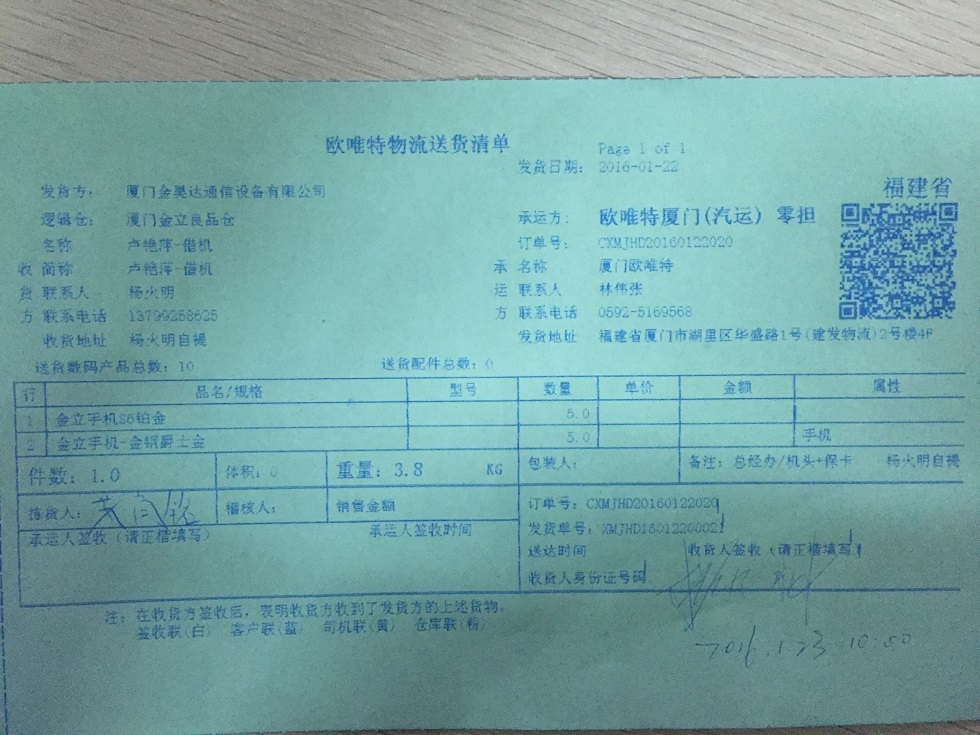 欧唯特物流送货清单
Page 1 of 1
发货日期: 2016-01-22
发货方: 厦门金昊达通信设备有限公司
福建省
逻辑仓: 厦门金立良品仓
承运方: 欧唯特厦门(汽运) 零担
名称 卢艳萍-借机
订单号: CXMJHD20160122020
收 简称 卢艳萍-借机
承 名称 厦门欧唯特
货 联系人 杨火明
运 联系人 林伟张
方 联系电话 13799258625
方 联系电话 0592-5169568
收货地址 杨火明自提
发货地址 福建省厦门市湖里区华盛路1号(建发物流)2号楼4F
送货数码产品总数: 10 送货配件总数: 0
行 品名/规格 型号 数量 单价 金额 属性
1 金立手机S6铂金 5.0
2 金立手机-金钢爵士金 5.0 手机
件数: 1.0 体积: 0 重量: 3.8 KG 包装人: 备注: 总经办/机头+保卡 杨火明自提
拣货人: 稽核人: 销售金额
订单号: CXMJHD20160122020
承运人签收(请正楷填写) 承运人签收时间
发货单号: XMJHD1601220002
送达时间 收货人签收(请正楷填写)
收货人身份证号码
注: 在收货方签收后, 表明收货方收到了发货方的上述货物。
签收联(白) 客户联(蓝) 司机联(黄) 仓库联(粉)
2016.1.23 10:00